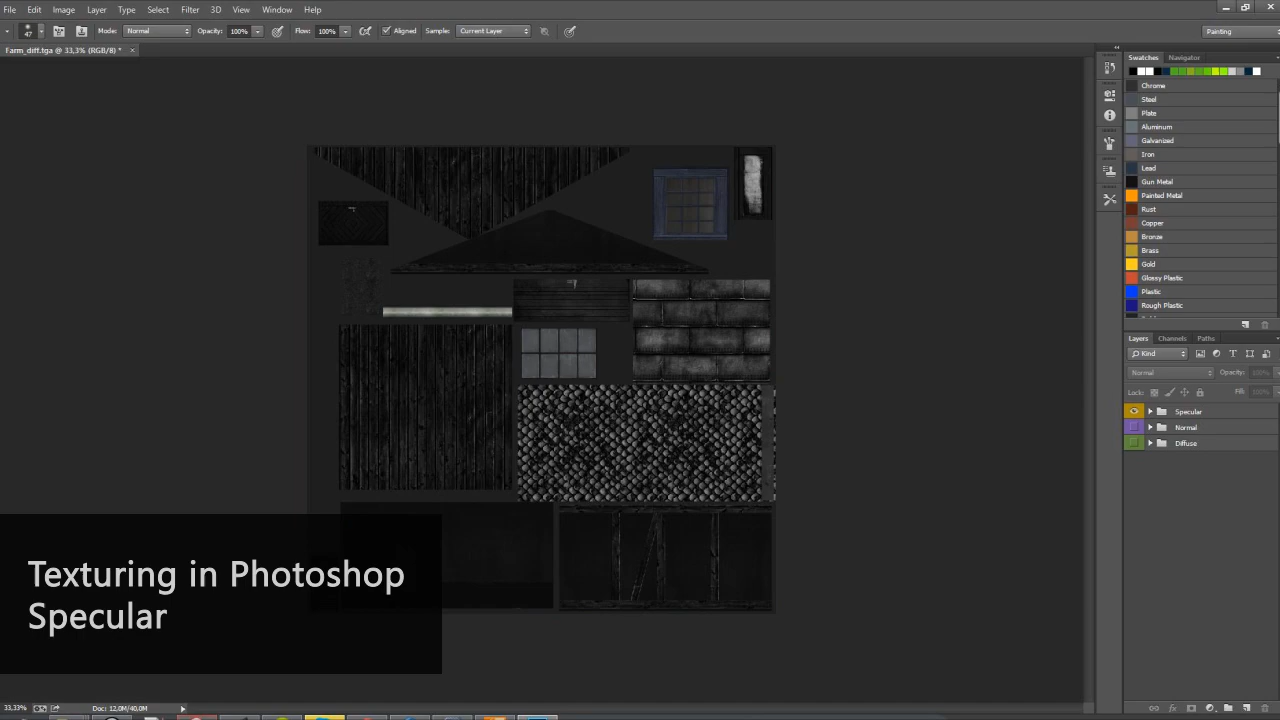 File Edit Image Layer Type Select Filter 3D View Window Help
47 Mode: Normal Opacity: 100% Flow: 100% Aligned Sample: Current Layer Painting
Farm_diff.tga @ 33,3% (RGB/8) * ×
Swatches Navigator
Chrome
Steel
Plate
Aluminum
Galvanized
Iron
Lead
Gun Metal
Painted Metal
Rust
Copper
Bronze
Brass
Gold
Glossy Plastic
Plastic
Rough Plastic
Layers Channels Paths
Kind
Normal Opacity: 100%
Lock: Fill: 100%
Specular
Normal
Diffuse
Texturing in Photoshop
Specular
33,33% Doc: 12,0M/40,0M